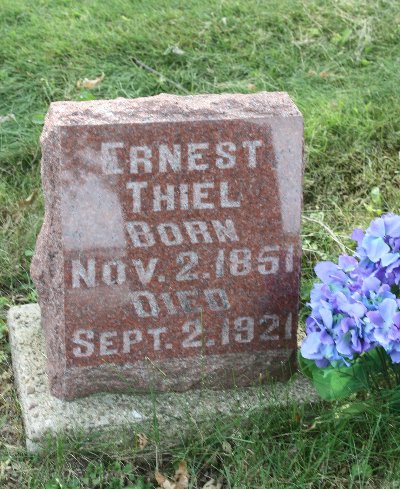 ERNEST
THIEL
BORN
NOV. 2. 1851
DIED
SEPT. 2. 1921